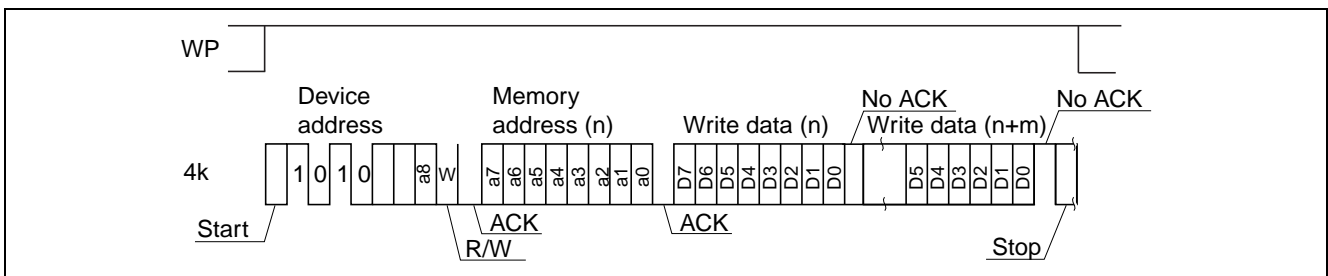 WP
Device
address
Memory
address (n)
Write data (n)
No ACK
Write data (n+m)
No ACK
4k
1 0 1 0 a8 W a7 a6 a5 a4 a3 a2 a1 a0 D7 D6 D5 D4 D3 D2 D1 D0 D5 D4 D3 D2 D1 D0
Start
ACK
R/W
ACK
Stop